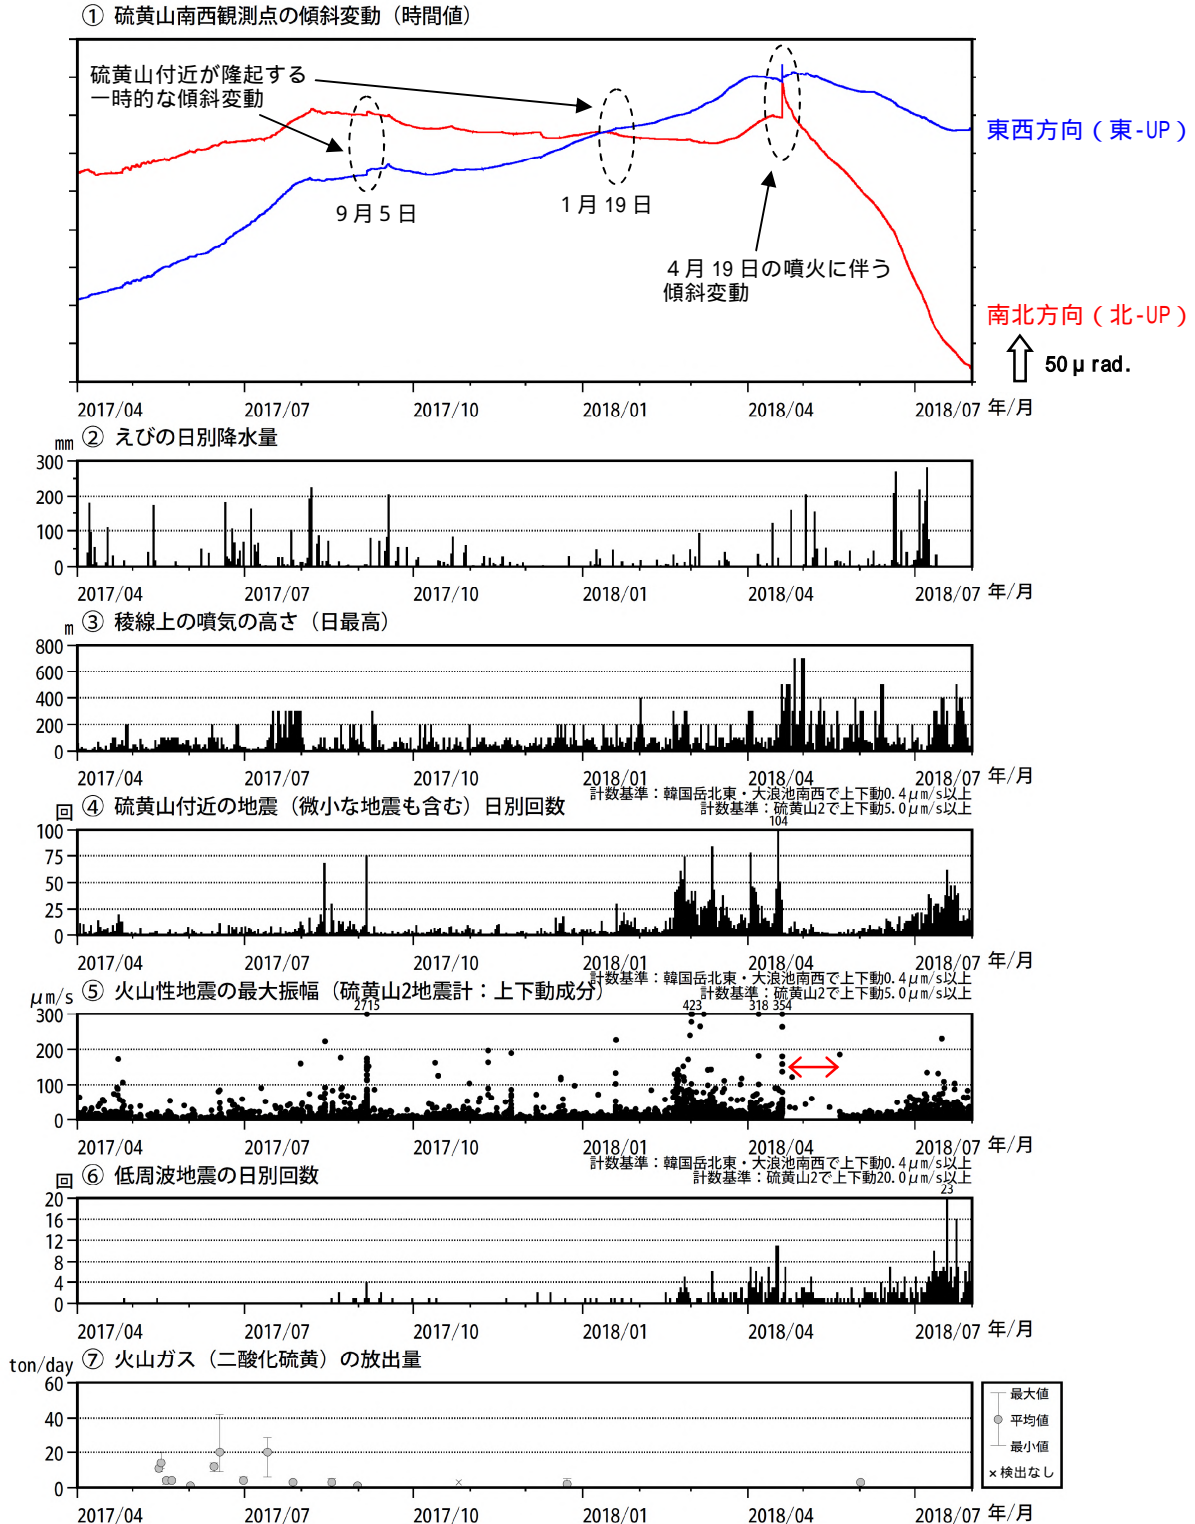 ① 硫黄山南西観測点の傾斜変動（時間値）
硫黄山付近が隆起する
一時的な傾斜変動
9月5日
1月19日
4月19日の噴火に伴う
傾斜変動
東西方向(東-UP)
南北方向(北-UP)
50μrad.
2017/04 2017/07 2017/10 2018/01 2018/04 2018/07 年/月
mm ② えびの日別降水量
300
200
100
0
2017/04 2017/07 2017/10 2018/01 2018/04 2018/07 年/月
m ③ 稜線上の噴気の高さ（日最高）
800
600
400
200
0
2017/04 2017/07 2017/10 2018/01 2018/04 2018/07 年/月
計数基準：韓国岳北東・大浪池南西で上下動0.4μm/s以上
回 ④ 硫黄山付近の地震（微小な地震も含む）日別回数
計数基準：硫黄山2で上下動5.0μm/s以上
104
100
75
50
25
0
2017/04 2017/07 2017/10 2018/01 2018/04 2018/07 年/月
計数基準：韓国岳北東・大浪池南西で上下動0.4μm/s以上
μm/s ⑤ 火山性地震の最大振幅（硫黄山2地震計：上下動成分）
計数基準：硫黄山2で上下動5.0μm/s以上
2715 423 318 354
300
200
100
0
2017/04 2017/07 2017/10 2018/01 2018/04 2018/07 年/月
計数基準：韓国岳北東・大浪池南西で上下動0.4μm/s以上
回 ⑥ 低周波地震の日別回数
計数基準：硫黄山2で上下動20.0μm/s以上
23
20
16
12
8
4
0
2017/04 2017/07 2017/10 2018/01 2018/04 2018/07 年/月
ton/day ⑦ 火山ガス（二酸化硫黄）の放出量
60
40
20
0
最大値
平均値
最小値
×検出なし
2017/04 2017/07 2017/10 2018/01 2018/04 2018/07 年/月